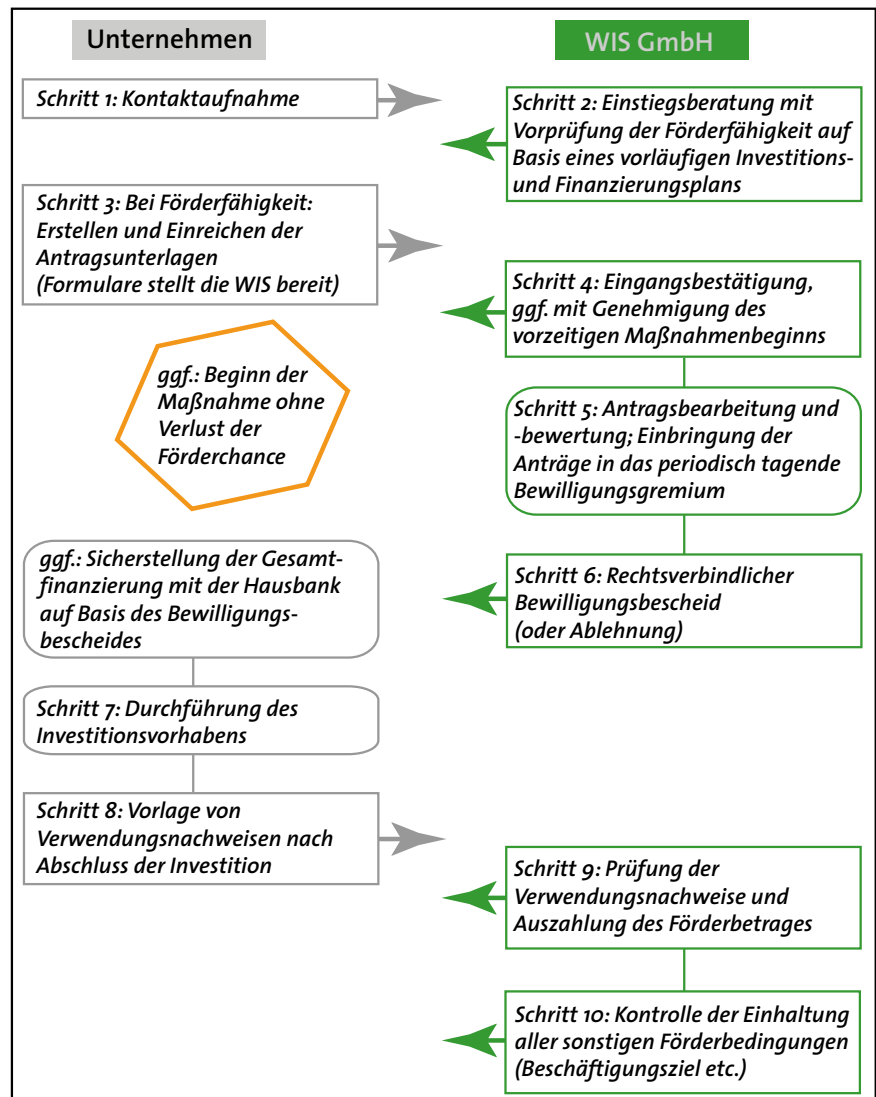 Unternehmen
WIS GmbH
Schritt 1: Kontaktaufnahme
Schritt 2: Einstiegsberatung mit
Vorprüfung der Förderfähigkeit auf
Basis eines vorläufigen Investitions-
und Finanzierungsplans
Schritt 3: Bei Förderfähigkeit:
Erstellen und Einreichen der
Antragsunterlagen
(Formulare stellt die WIS bereit)
Schritt 4: Eingangsbestätigung,
ggf. mit Genehmigung des
vorzeitigen Maßnahmenbeginns
ggf.: Beginn der
Maßnahme ohne
Verlust der
Förderchance
Schritt 5: Antragsbearbeitung und
-bewertung; Einbringung der
Anträge in das periodisch tagende
Bewilligungsgremium
ggf.: Sicherstellung der Gesamt-
finanzierung mit der Hausbank
auf Basis des Bewilligungs-
bescheides
Schritt 6: Rechtsverbindlicher
Bewilligungsbescheid
(oder Ablehnung)
Schritt 7: Durchführung des
Investitionsvorhabens
Schritt 8: Vorlage von
Verwendungsnachweisen nach
Abschluss der Investition
Schritt 9: Prüfung der
Verwendungsnachweise und
Auszahlung des Förderbetrages
Schritt 10: Kontrolle der Einhaltung
aller sonstigen Förderbedingungen
(Beschäftigungsziel etc.)